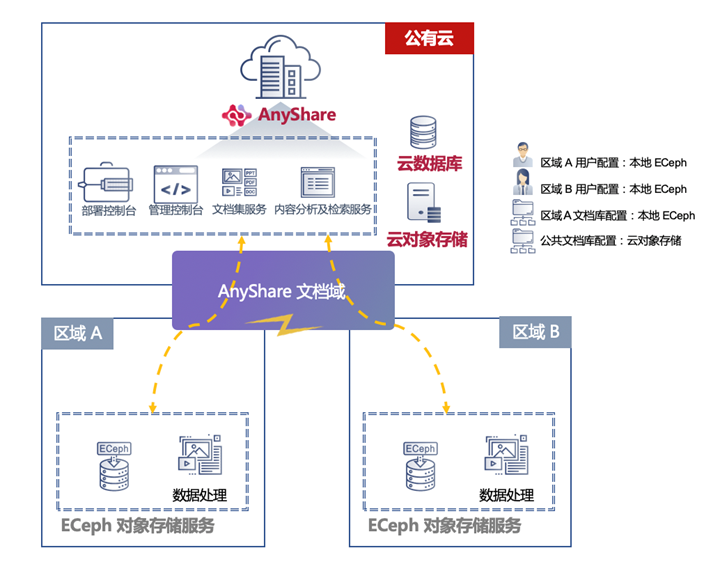 公有云
AnyShare
云数据库
PPT
PDF
DOC
</>
部署控制台
管理控制台
文档集服务
内容分析及检索服务
云对象存储
区域 A 用户配置：本地 ECeph
区域 B 用户配置：本地 ECeph
区域 A 文档库配置：本地 ECeph
公共文档库配置：云对象存储
AnyShare 文档域
区域 A
区域 B
ECeph
数据处理
ECeph 对象存储服务
ECeph
数据处理
ECeph 对象存储服务